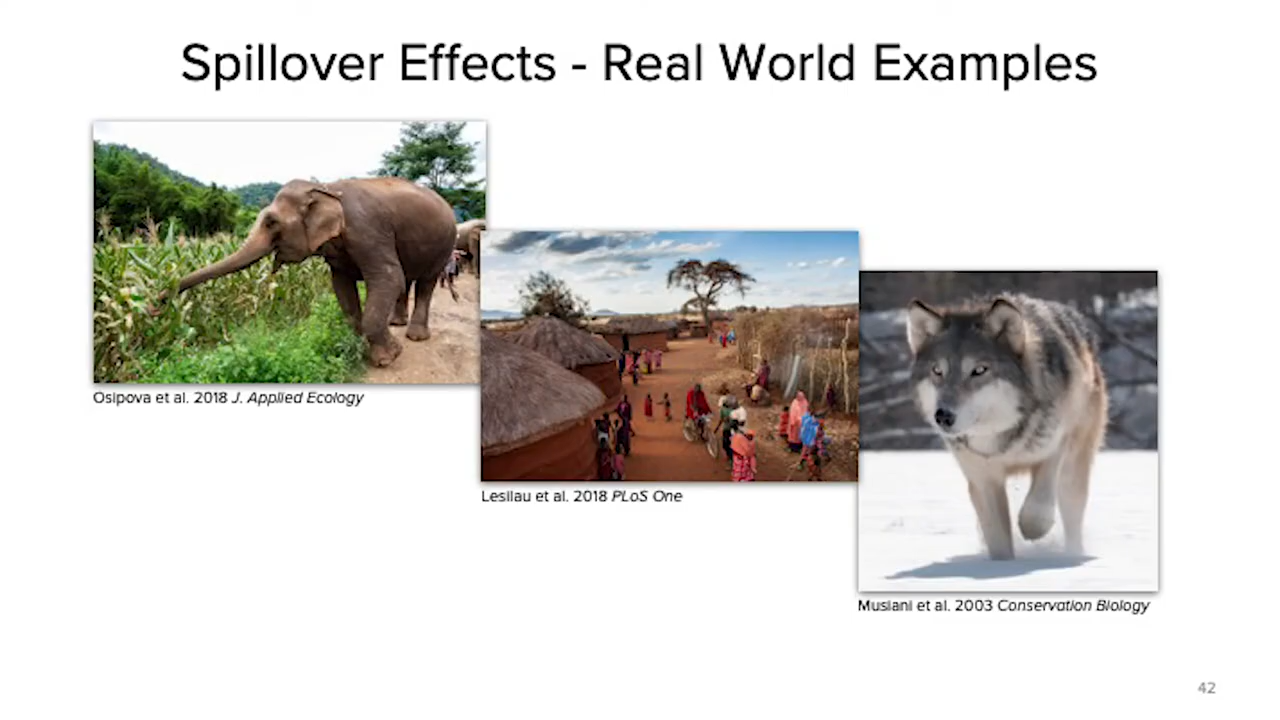 Spillover Effects - Real World Examples
Osipova et al. 2018 J. Applied Ecology
Lesilau et al. 2018 PLoS One
Musiani et al. 2003 Conservation Biology
42